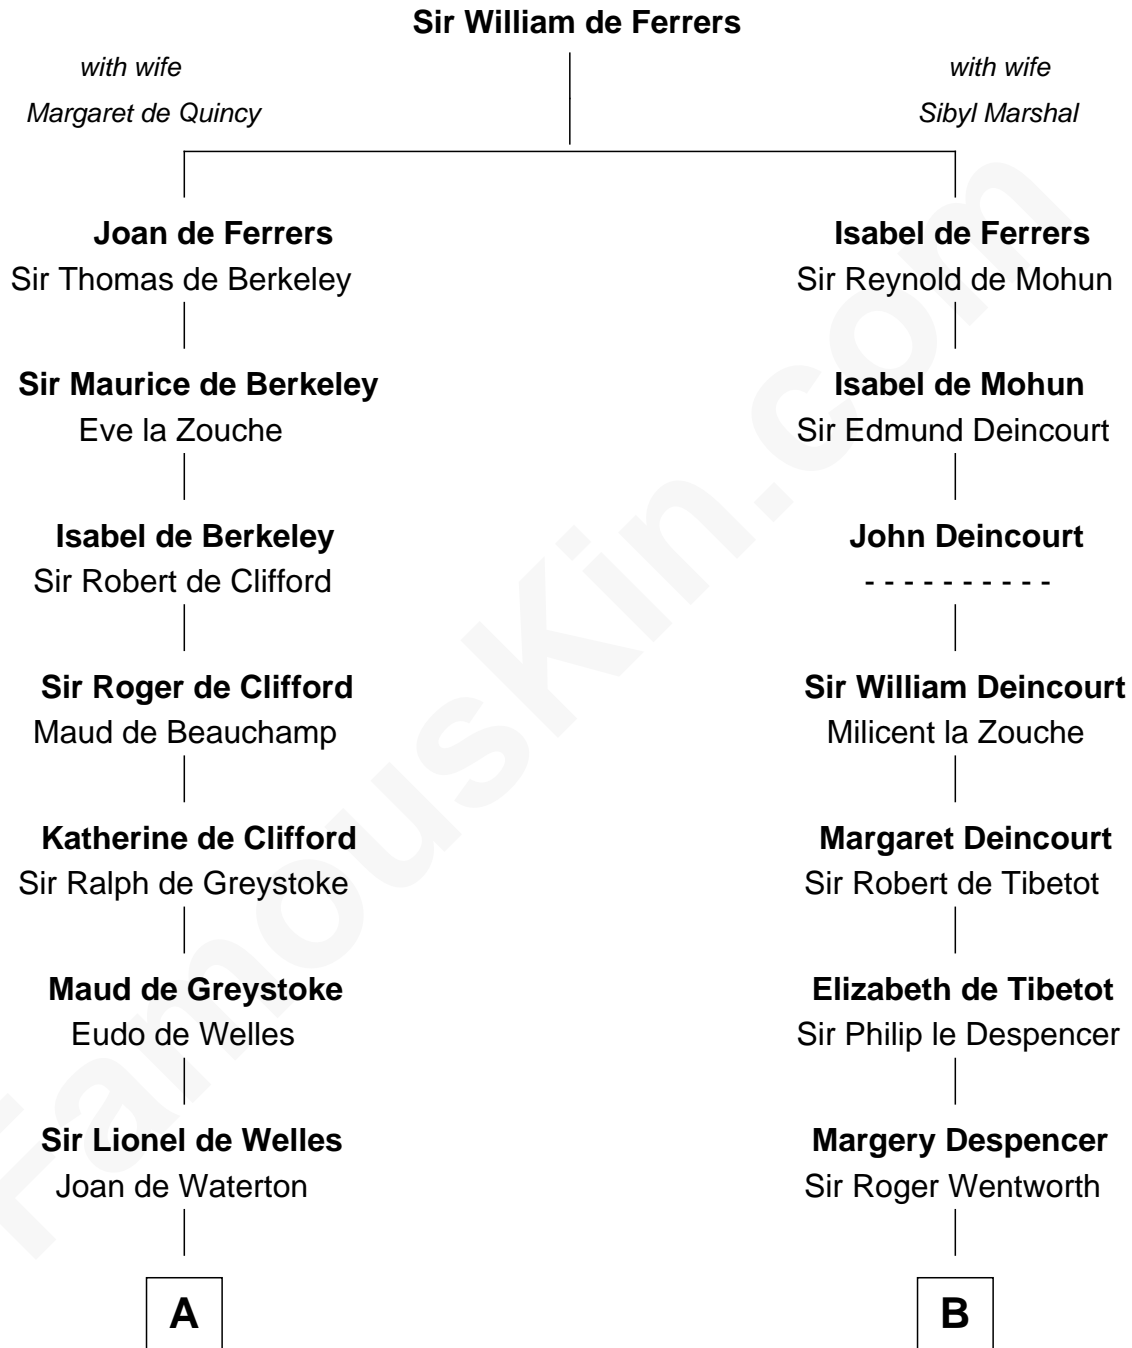 Sir William de Ferrers
with wife
Margaret de Quincy
with wife
Sibyl Marshal
Joan de Ferrers
Sir Thomas de Berkeley
Isabel de Ferrers
Sir Reynold de Mohun
Sir Maurice de Berkeley
Eve la Zouche
Isabel de Mohun
Sir Edmund Deincourt
Isabel de Berkeley
Sir Robert de Clifford
John Deincourt
- - - - - - - - - -
Sir Roger de Clifford
Maud de Beauchamp
Sir William Deincourt
Milicent la Zouche
Katherine de Clifford
Sir Ralph de Greystoke
Margaret Deincourt
Sir Robert de Tibetot
Maud de Greystoke
Eudo de Welles
Elizabeth de Tibetot
Sir Philip le Despencer
Sir Lionel de Welles
Joan de Waterton
Margery Despencer
Sir Roger Wentworth
A
B
FamousKin.com